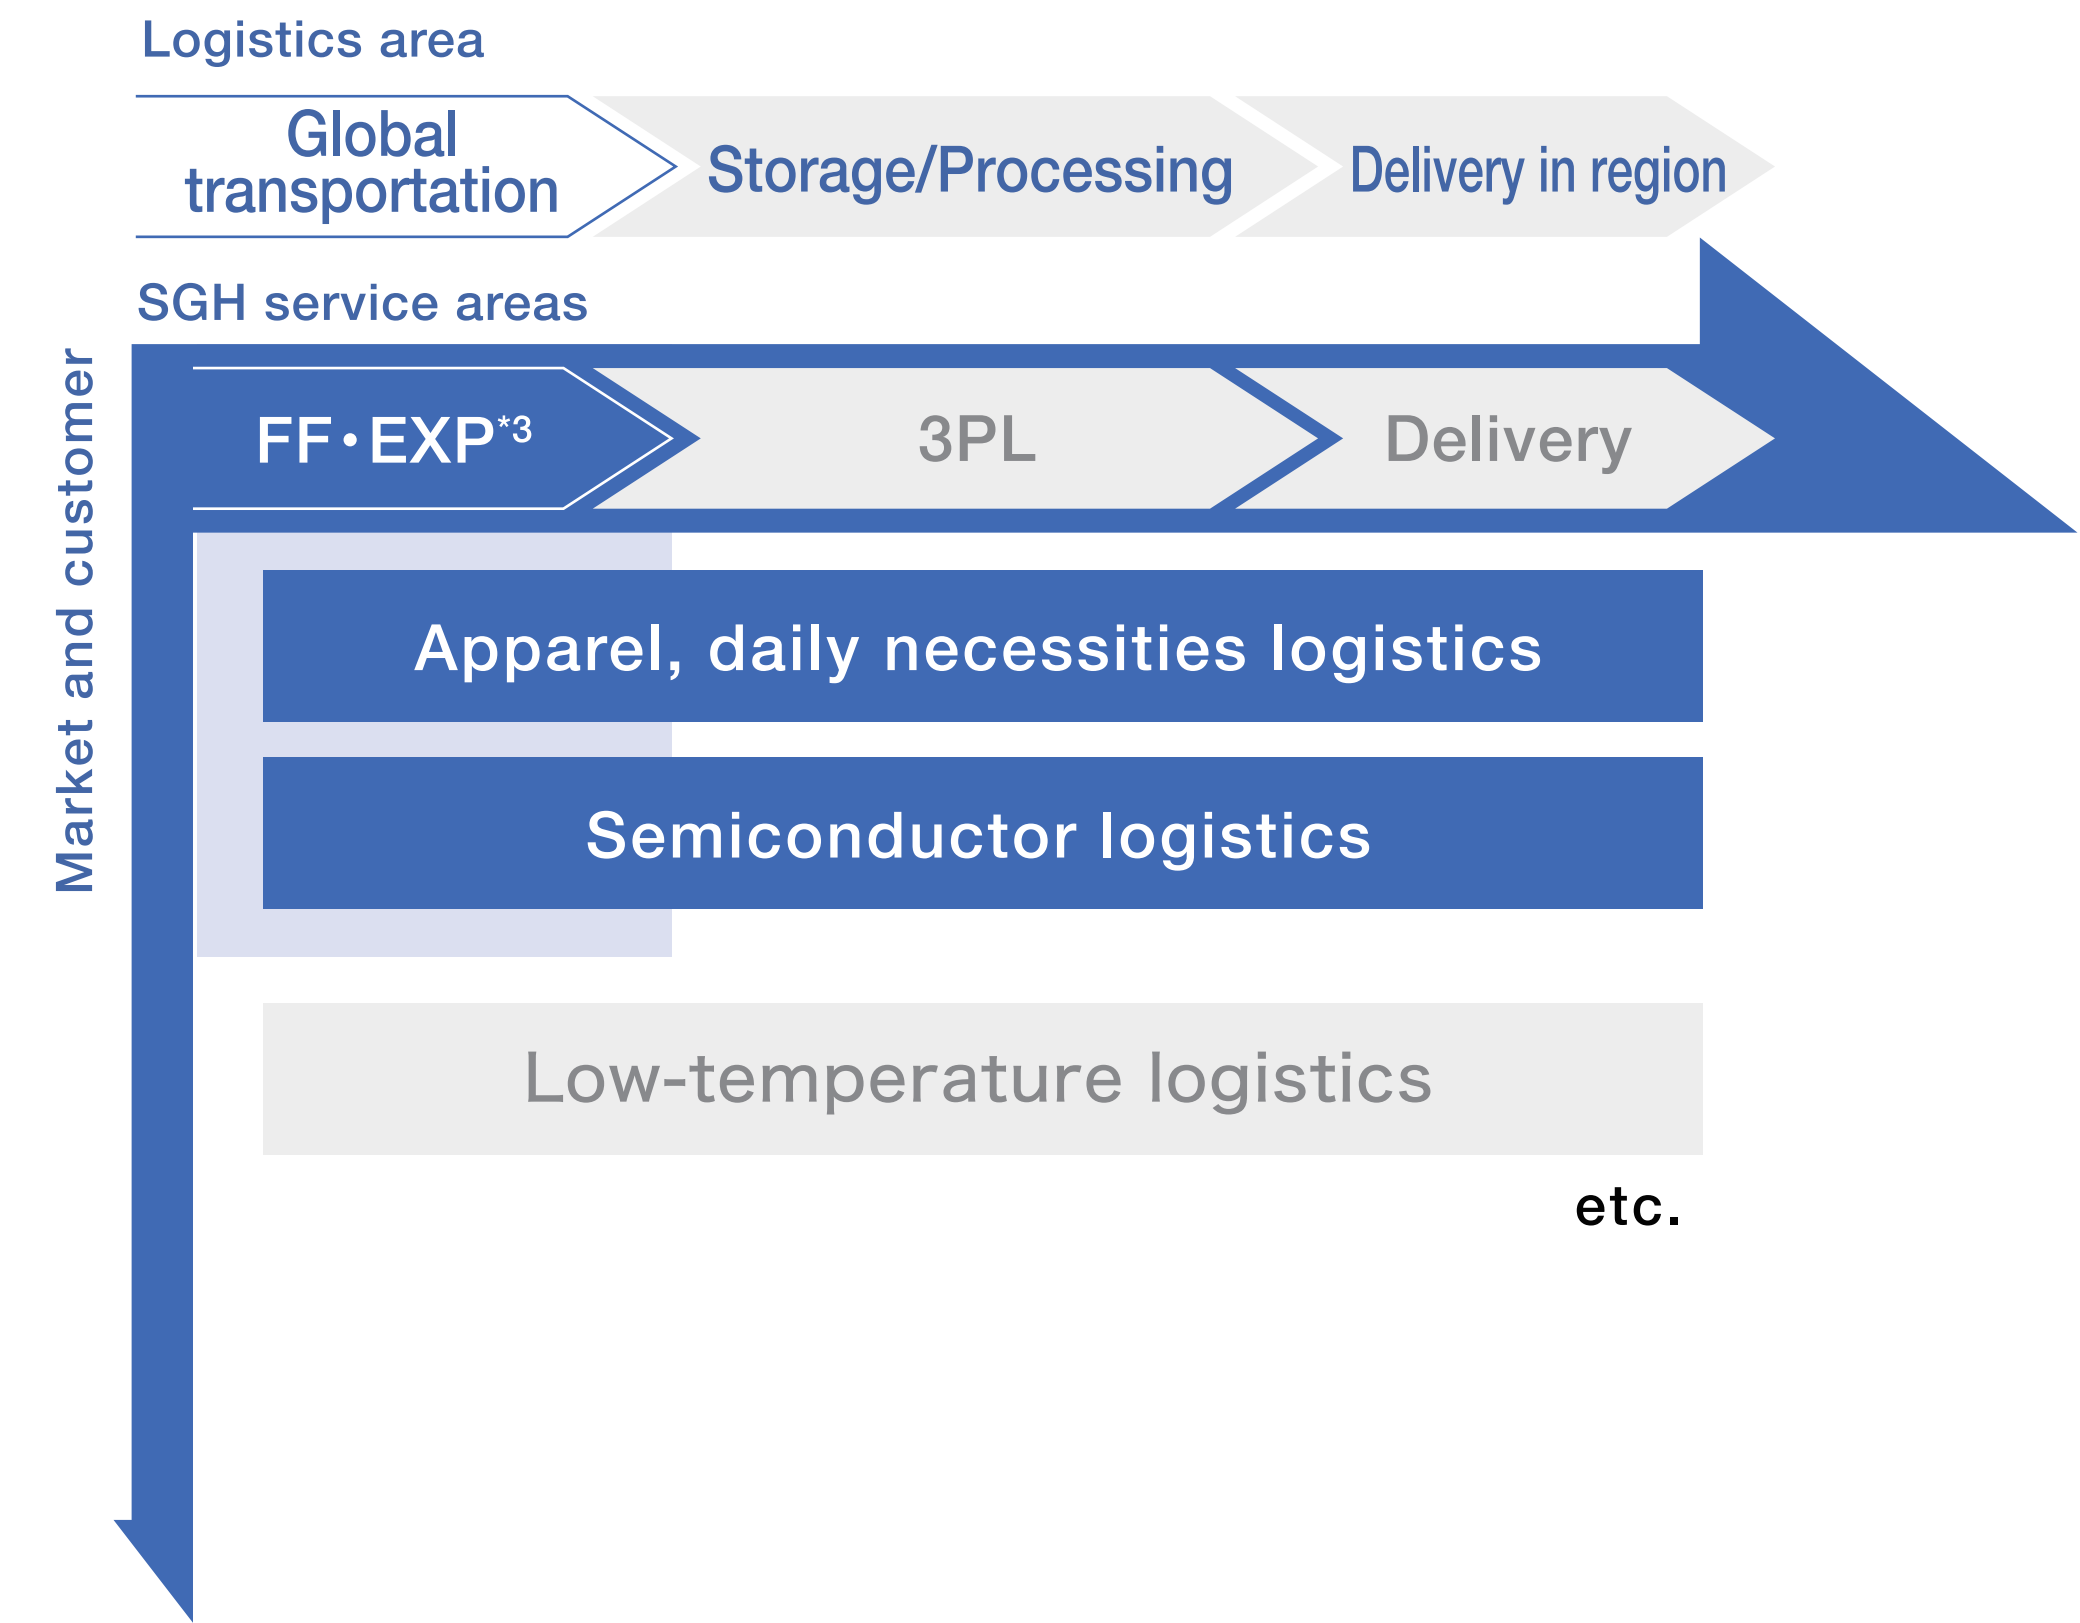 Logistics area
Global
transportation
Storage/Processing
Delivery in region
SGH service areas
Market and customer
FF・EXP*3
3PL
Delivery
Apparel, daily necessities logistics
Semiconductor logistics
Low-temperature logistics
etc.